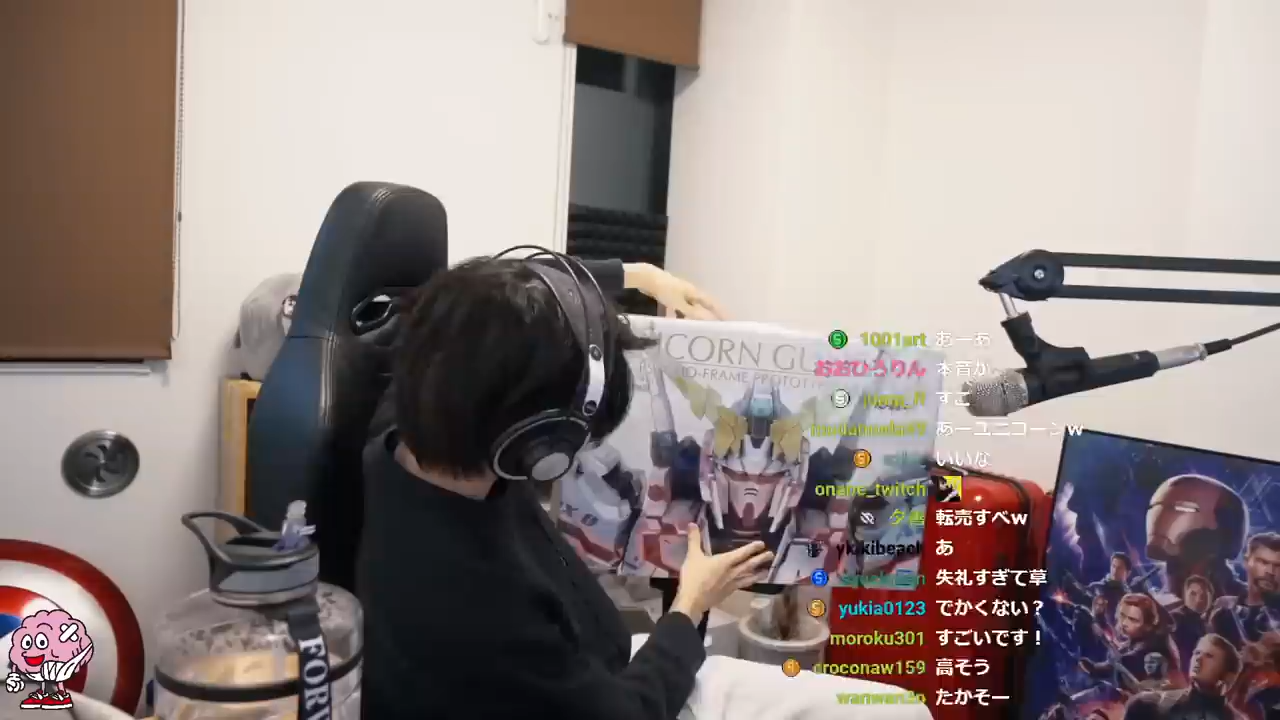 CORN GU
1001art あーあ
おおひろりん 本音か
すご
あーユニコーンw
いいな
onane_twitch
夕香 転売すべw
ykikibeach あ
失礼すぎて草
yukia0123 でかくない？
moroku301 すごいです！
croconaw159 高そう
たかそー
FORV